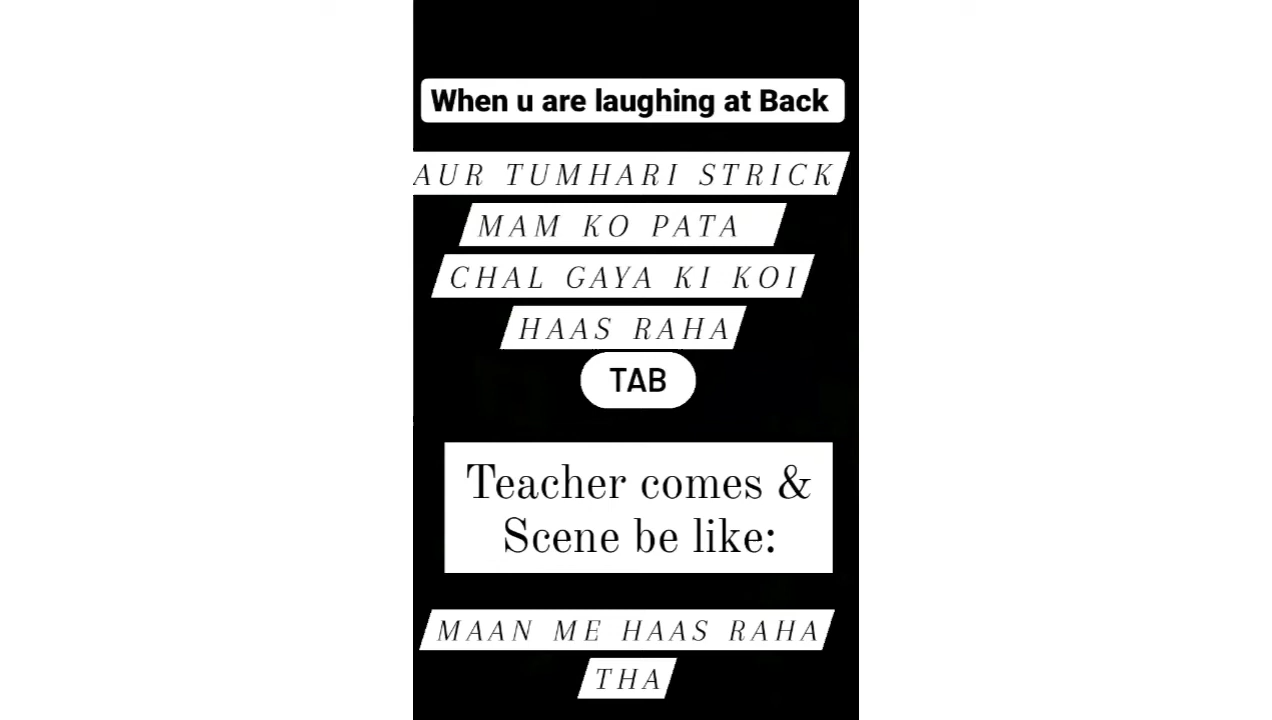 When u are laughing at Back
AUR TUMHARI STRICK
MAM KO PATA
CHAL GAYA KI KOI
HAAS RAHA
TAB
Teacher comes &
Scene be like:
MAAN ME HAAS RAHA
THA